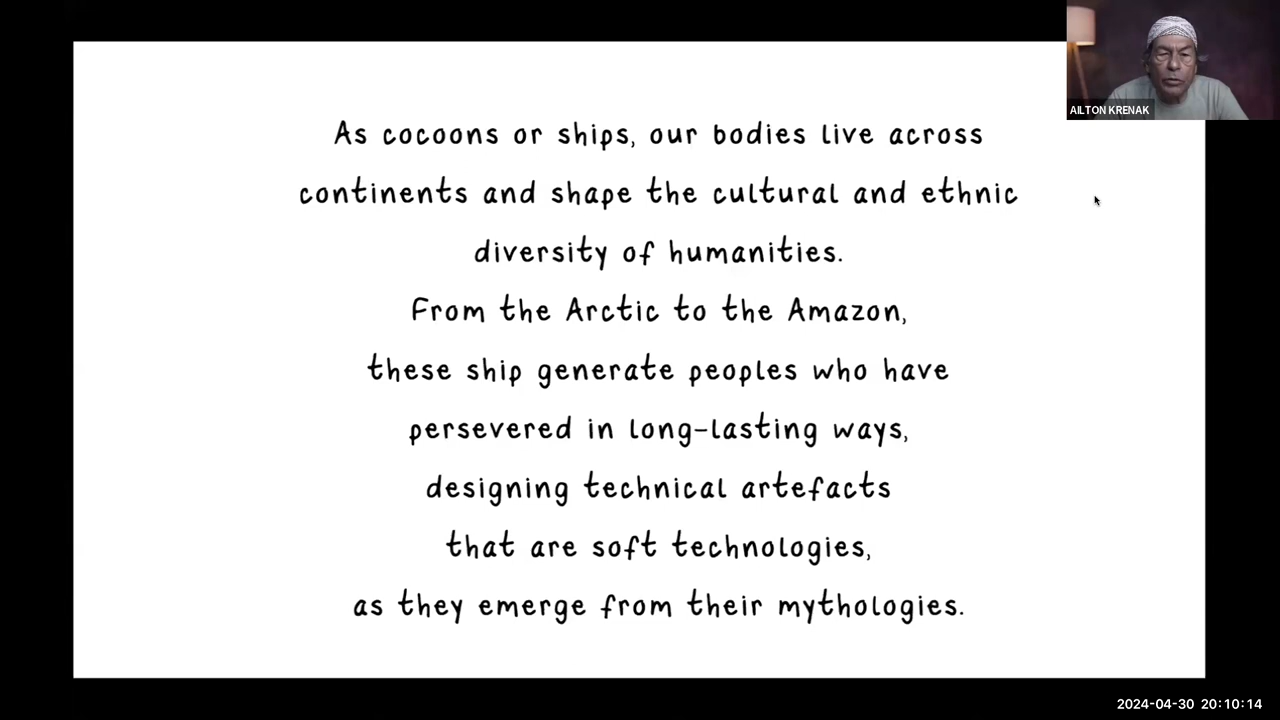 AILTON KRENAK
As cocoons or ships, our bodies live across
continents and shape the cultural and ethnic
diversity of humanities.
From the Arctic to the Amazon,
these ship generate peoples who have
persevered in long-lasting ways,
designing technical artefacts
that are soft technologies,
as they emerge from their mythologies.
2024-04-30 20:10:14